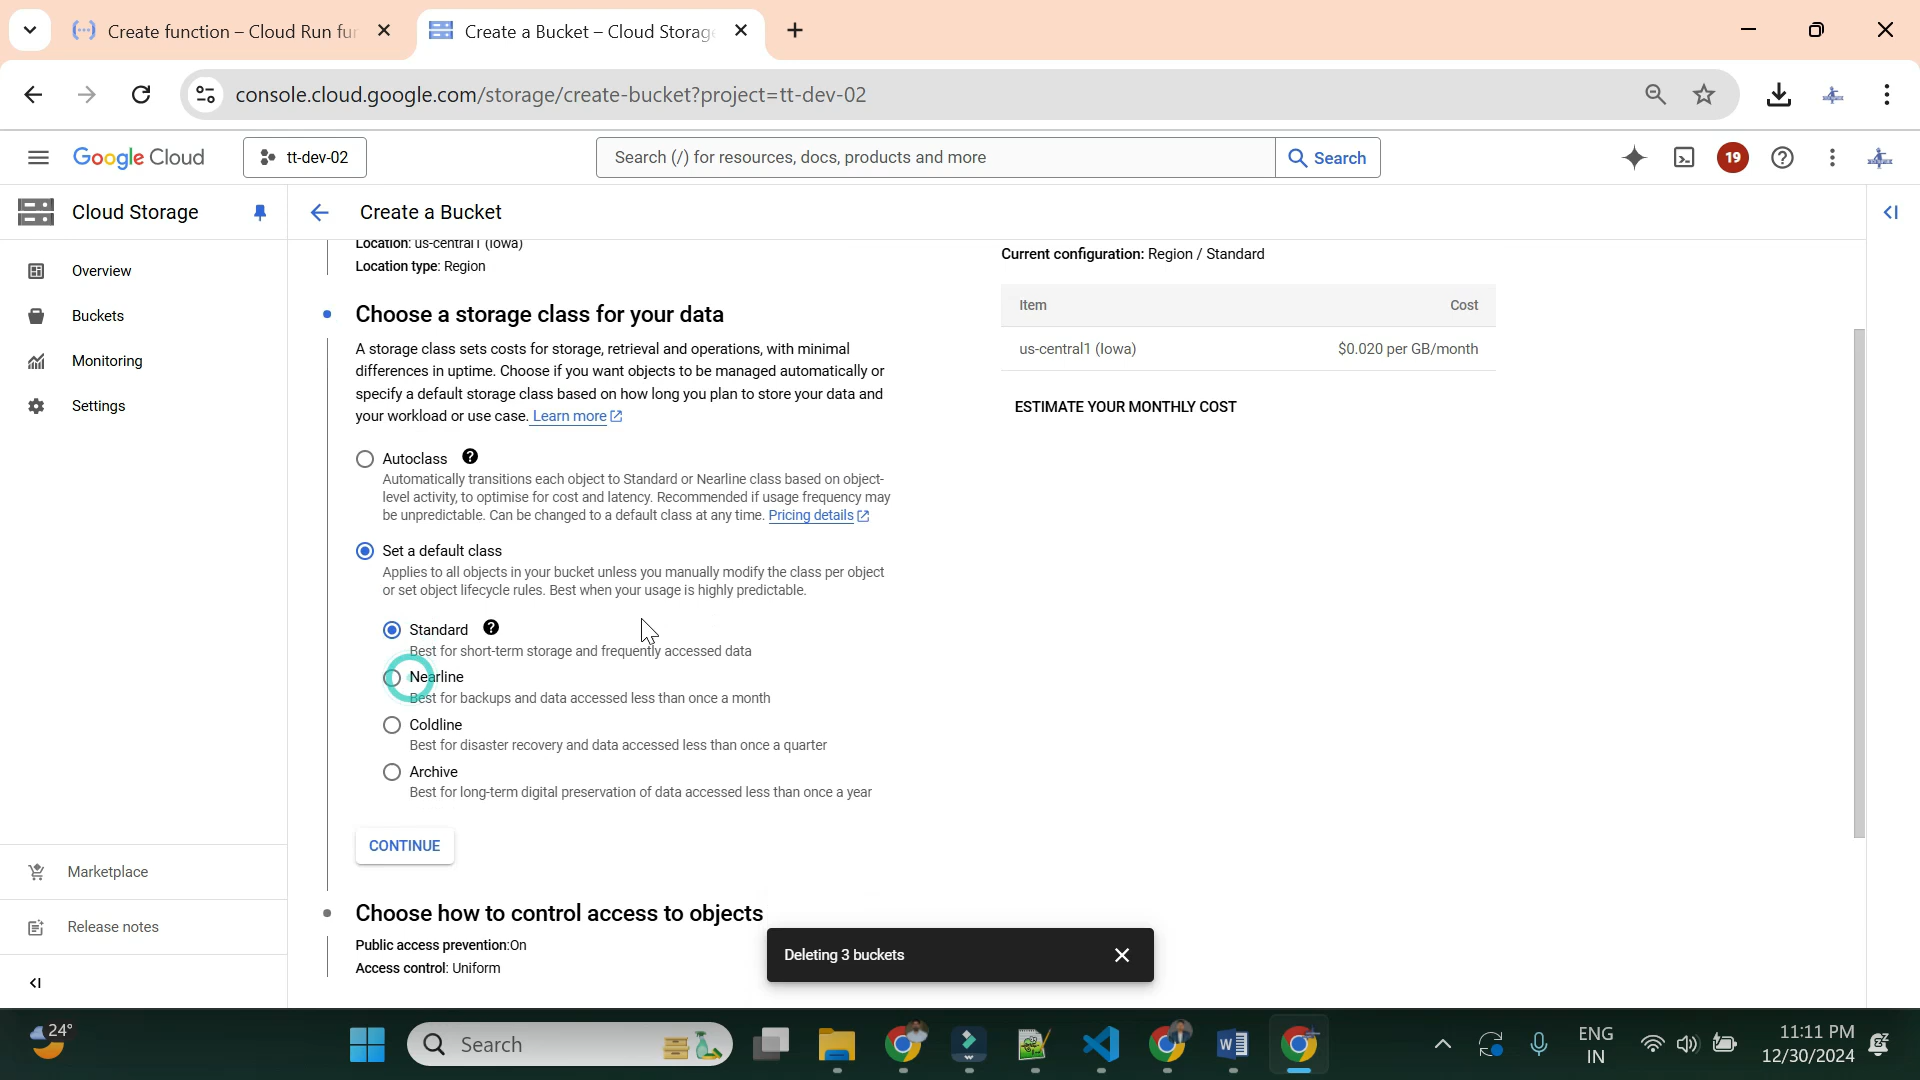 Create function – Cloud Run fun
Create a Bucket – Cloud Storage
console.cloud.google.com/storage/create-bucket?project=tt-dev-02
Google Cloud
tt-dev-02
Search (/) for resources, docs, products and more
Search
19
Cloud Storage
Create a Bucket
Overview
Buckets
Monitoring
Settings
Marketplace
Release notes
Location: us-central1 (Iowa)
Location type: Region
Choose a storage class for your data
A storage class sets costs for storage, retrieval and operations, with minimal
differences in uptime. Choose if you want objects to be managed automatically or
specify a default storage class based on how long you plan to store your data and
your workload or use case. Learn more
Autoclass
Automatically transitions each object to Standard or Nearline class based on object-
level activity, to optimise for cost and latency. Recommended if usage frequency may
be unpredictable. Can be changed to a default class at any time. Pricing details
Set a default class
Applies to all objects in your bucket unless you manually modify the class per object
or set object lifecycle rules. Best when your usage is highly predictable.
Standard
Best for short-term storage and frequently accessed data
Nearline
Best for backups and data accessed less than once a month
Coldline
Best for disaster recovery and data accessed less than once a quarter
Archive
Best for long-term digital preservation of data accessed less than once a year
CONTINUE
Choose how to control access to objects
Public access prevention:On
Access control: Uniform
Current configuration: Region / Standard
Item Cost
us-central1 (Iowa) $0.020 per GB/month
ESTIMATE YOUR MONTHLY COST
Deleting 3 buckets
24°
Search
ENG
IN
11:11 PM
12/30/2024